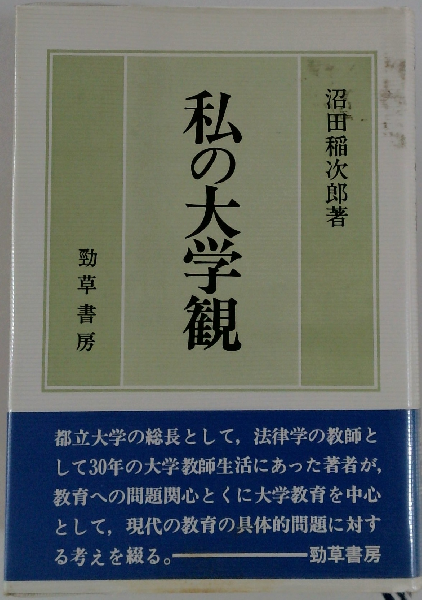 沼田稲次郎著
私の大学観
勁草書房
都立大学の総長として，法律学の教師と
して30年の大学教師生活にあった著者が，
教育への問題関心とくに大学教育を中心
として，現代の教育の具体的問題に対す
る考えを綴る。────勁草書房